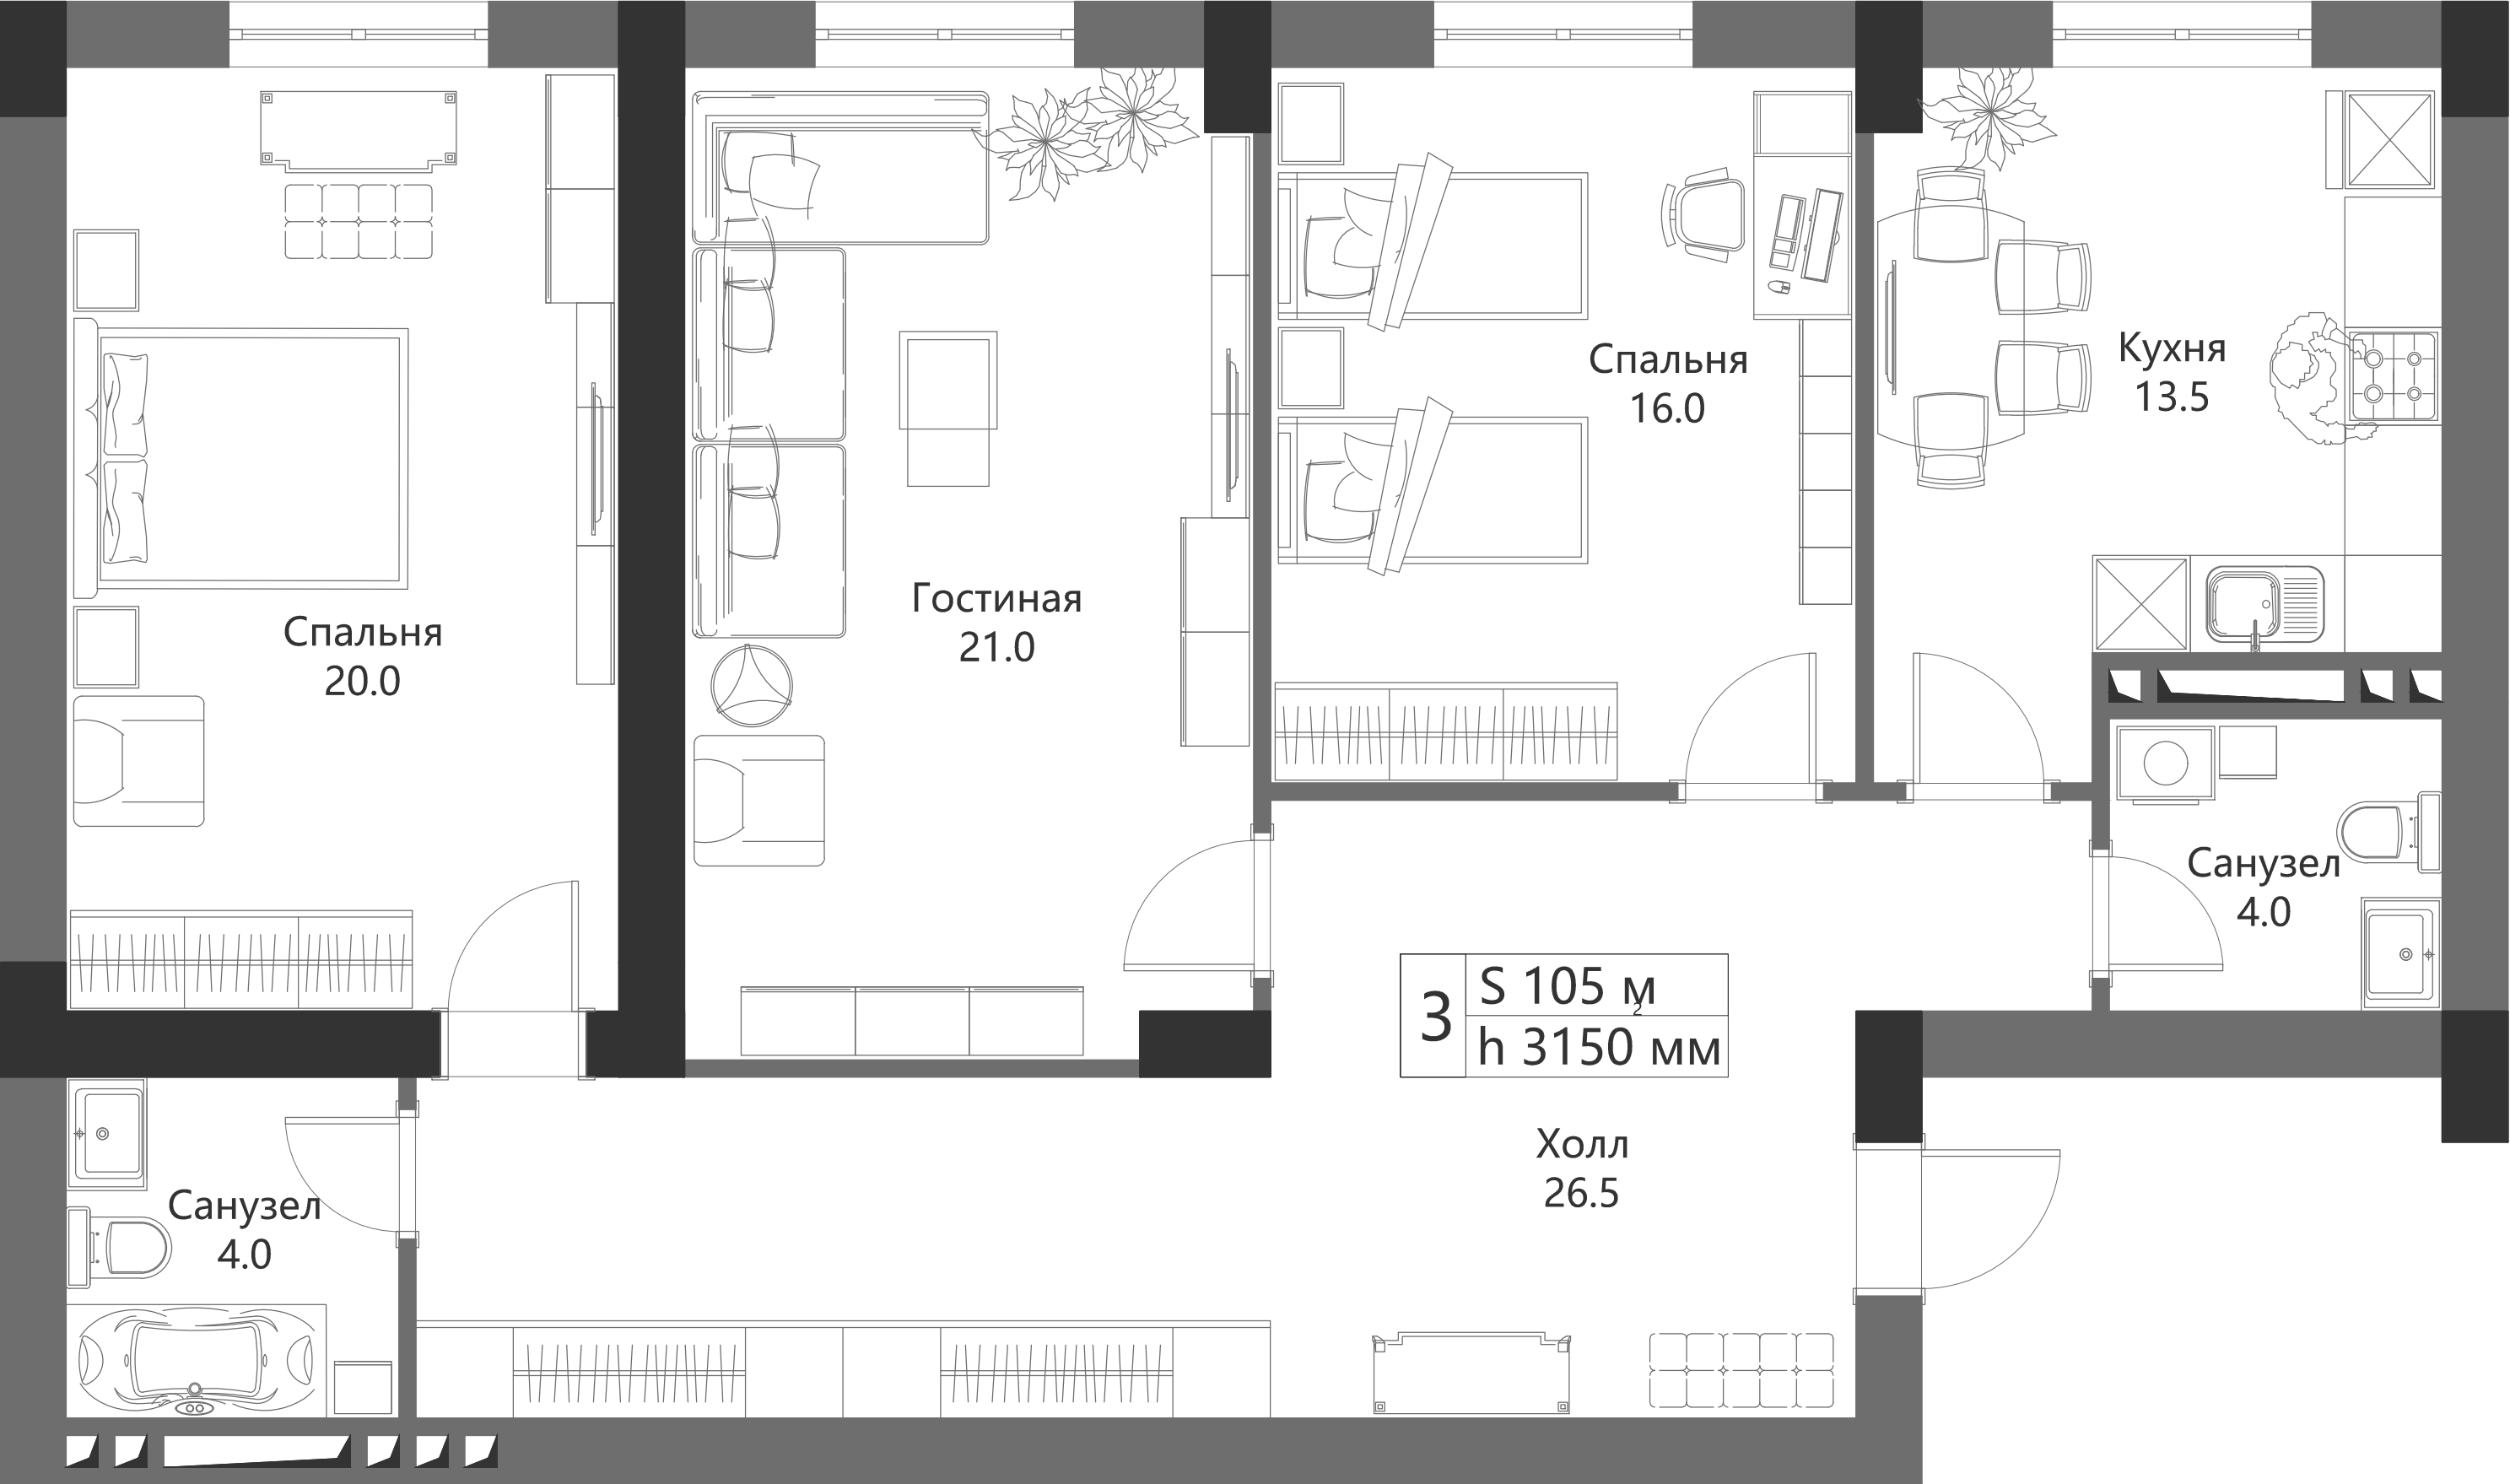 Спальня
20.0
Гостиная
21.0
Спальня
16.0
Кухня
13.5
Санузел
4.0
3
S 105 м2
h 3150 мм
Холл
26.5
Санузел
4.0